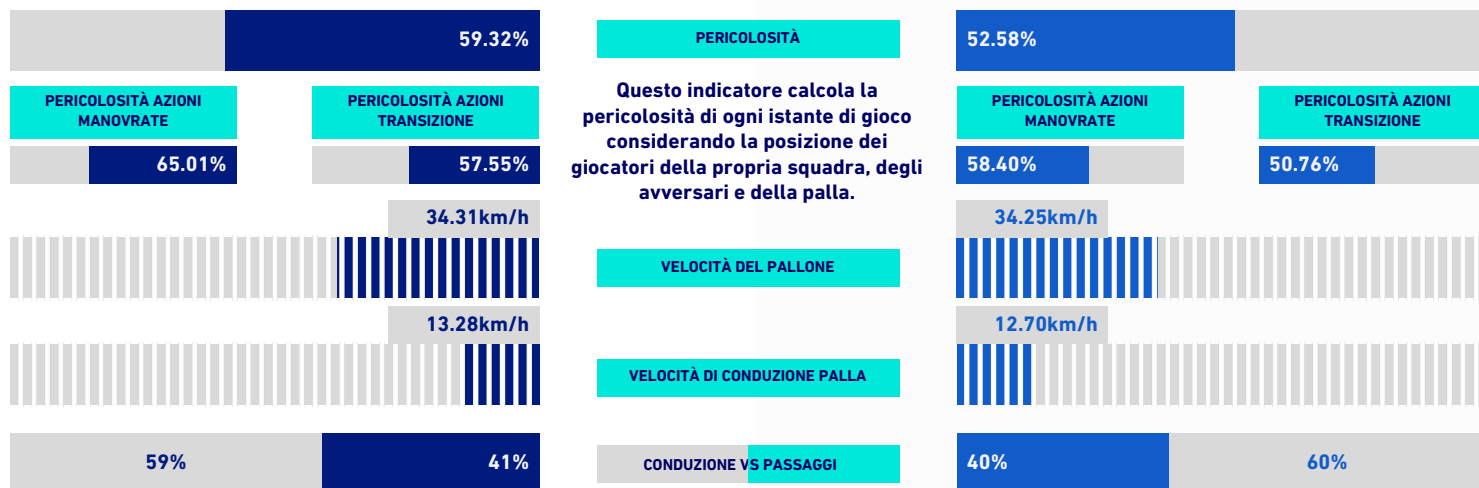 59.32%
PERICOLOSITÀ
52.58%
PERICOLOSITÀ AZIONI
MANOVRATE
PERICOLOSITÀ AZIONI
TRANSIZIONE
65.01%
57.55%
Questo indicatore calcola la
pericolosità di ogni istante di gioco
considerando la posizione dei
giocatori della propria squadra, degli
avversari e della palla.
PERICOLOSITÀ AZIONI
MANOVRATE
PERICOLOSITÀ AZIONI
TRANSIZIONE
58.40%
50.76%
34.31km/h
VELOCITÀ DEL PALLONE
34.25km/h
13.28km/h
VELOCITÀ DI CONDUZIONE PALLA
12.70km/h
59%
41%
CONDUZIONE VS PASSAGGI
40%
60%